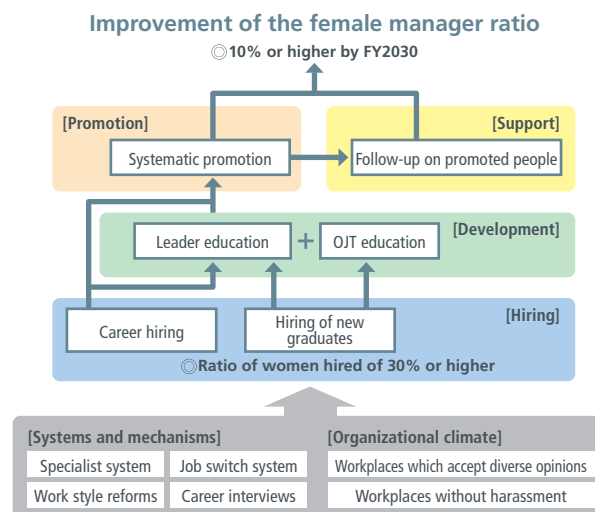 Improvement of the female manager ratio
◎10% or higher by FY2030
[Promotion]
[Support]
Systematic promotion
Follow-up on promoted people
[Development]
Leader education
+
OJT education
[Hiring]
Career hiring
Hiring of new
graduates
◎Ratio of women hired of 30% or higher
[Systems and mechanisms]
Specialist system
Job switch system
Work style reforms
Career interviews
[Organizational climate]
Workplaces which accept diverse opinions
Workplaces without harassment